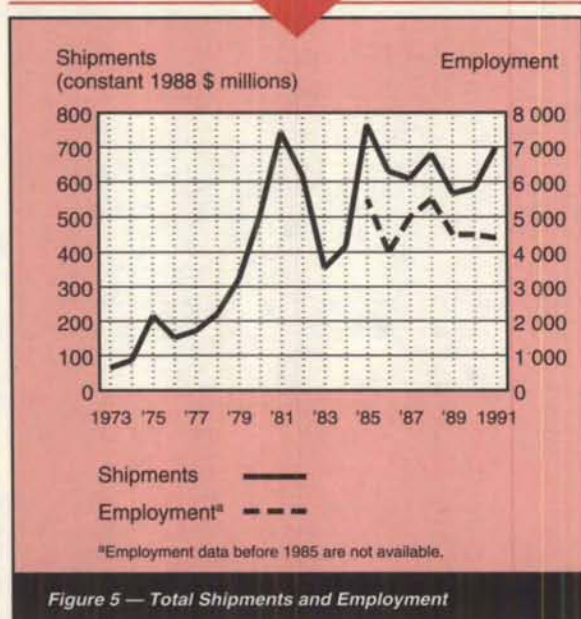 Shipments
(constant 1988 $ millions)
Employment
800
700
600
500
400
300
200
100
0
8 000
7 000
6 000
5 000
4 000
3 000
2 000
1 000
0
1973 '75 '77 '79 '81 '83 '85 '87 '89 1991
Shipments
Employmentᵃ
ᵃEmployment data before 1985 are not available.
Figure 5 — Total Shipments and Employment